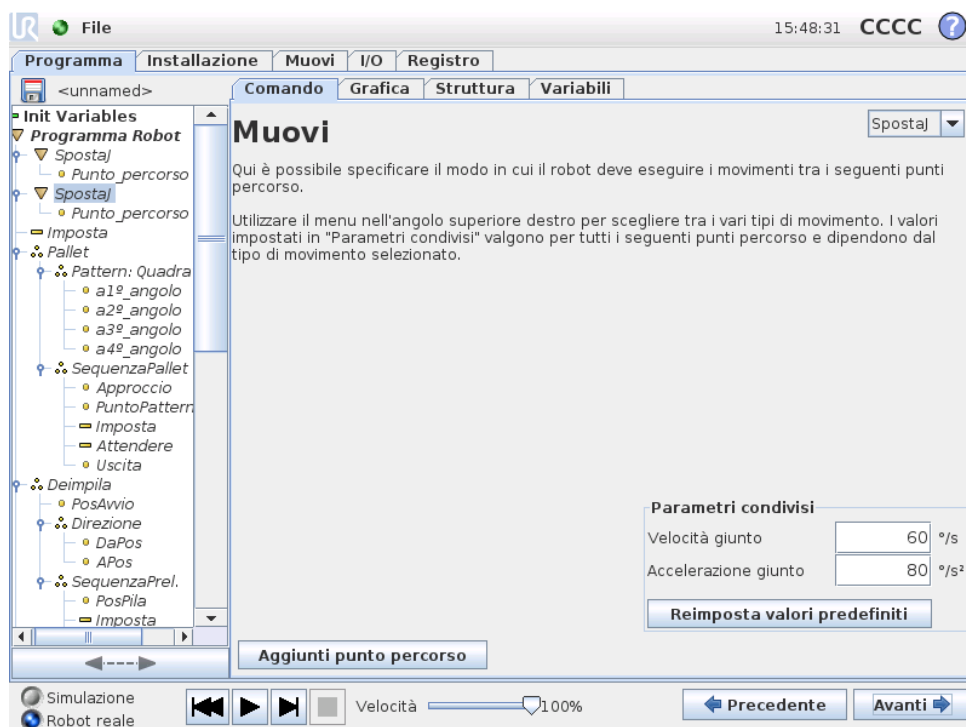 UR File 15:48:31 CCCC ?
Programma Installazione Muovi I/O Registro
<unnamed> Comando Grafica Struttura Variabili
Init Variables
Programma Robot
SpostaJ
Punto_percorso
SpostaJ
Punto_percorso
Imposta
Pallet
Pattern: Quadra
a1º_angolo
a2º_angolo
a3º_angolo
a4º_angolo
SequenzaPallet
Approccio
PuntoPattern
Imposta
Attendere
Uscita
Deimpila
PosAvvio
Direzione
DaPos
APos
SequenzaPrel.
PosPila
Imposta
Muovi SpostaJ
Qui è possibile specificare il modo in cui il robot deve eseguire i movimenti tra i seguenti punti
percorso.
Utilizzare il menu nell'angolo superiore destro per scegliere tra i vari tipi di movimento. I valori
impostati in "Parametri condivisi" valgono per tutti i seguenti punti percorso e dipendono dal
tipo di movimento selezionato.
Parametri condivisi
Velocità giunto 60 °/s
Accelerazione giunto 80 °/s²
Reimposta valori predefiniti
Aggiunti punto percorso
Simulazione
Robot reale
Velocità 100%
Precedente Avanti